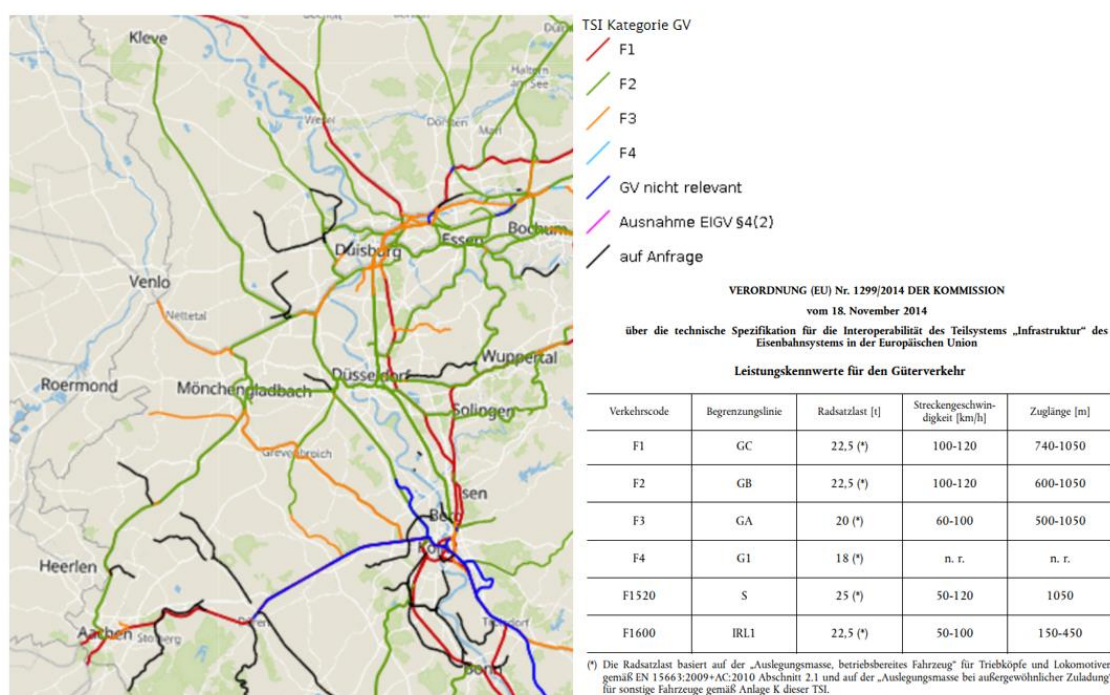 Kleve
Haltern
am See
Wesel
Dorsten
Marl
Essen
Bochum
Duisburg
Venlo
Nettetal
Roermond
Mönchengladbach
Düsseldorf
Wuppertal
Solingen
Grevenbroich
sen
Berg
Köln
Heerlen
Aachen
Stolberg
Düren
Troisdorf
Bonn
TSI Kategorie GV
F1
F2
F3
F4
GV nicht relevant
Ausnahme EIGV §4(2)
auf Anfrage
VERORDNUNG (EU) Nr. 1299/2014 DER KOMMISSION
vom 18. November 2014
über die technische Spezifikation für die Interoperabilität des Teilsystems „Infrastruktur“ des
Eisenbahnsystems in der Europäischen Union
Leistungskennwerte für den Güterverkehr
Verkehrscode Begrenzungslinie Radsatzlast [t] Streckengeschwin-
digkeit [km/h] Zuglänge [m]
F1 GC 22,5 (*) 100-120 740-1050
F2 GB 22,5 (*) 100-120 600-1050
F3 GA 20 (*) 60-100 500-1050
F4 G1 18 (*) n. r. n. r.
F1520 S 25 (*) 50-120 1050
F1600 IRL1 22,5 (*) 50-100 150-450
(*) Die Radsatzlast basiert auf der „Auslegungsmasse, betriebsbereites Fahrzeug“ für Triebköpfe und Lokomotiven
gemäß EN 15663:2009+AC:2010 Abschnitt 2.1 und auf der „Auslegungsmasse bei außergewöhnlicher Zuladung“
für sonstige Fahrzeuge gemäß Anlage K dieser TSI.